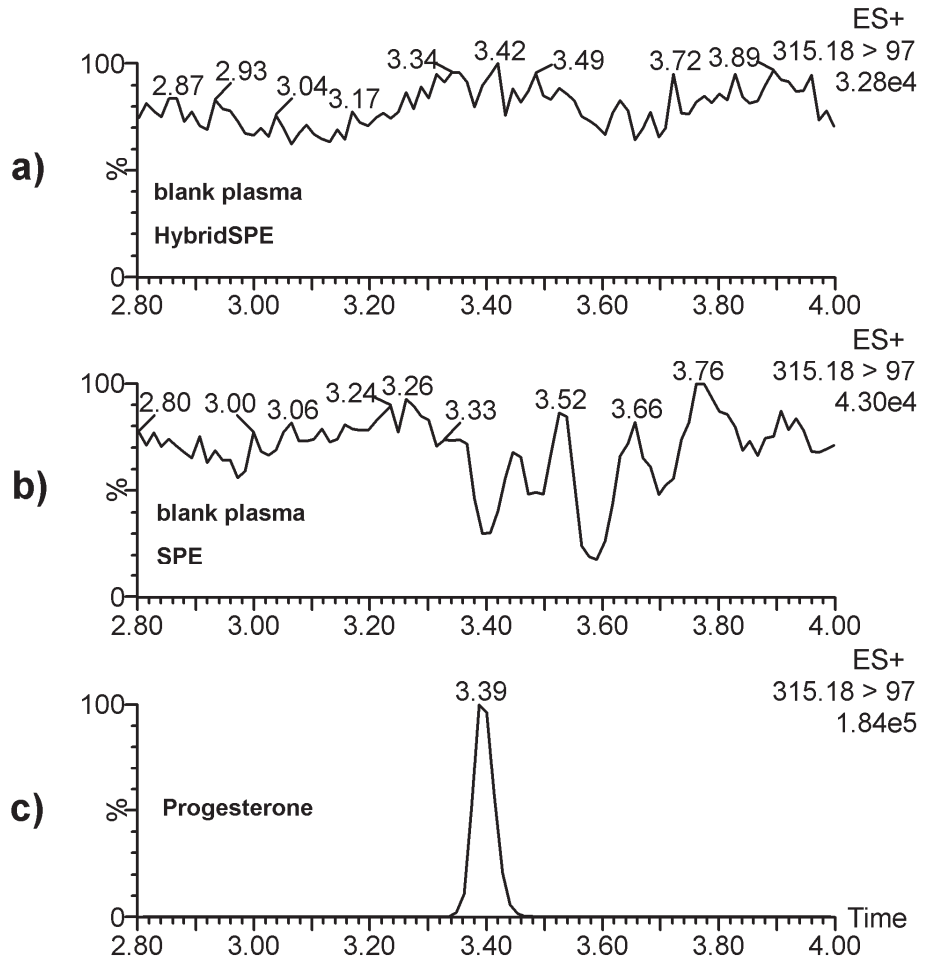 ES+
315.18 > 97
3.28e4
100
2.87
2.93
3.04
3.17
3.34
3.42
3.49
3.72
3.89
a)
%
blank plasma
HybridSPE
0
2.80 3.00 3.20 3.40 3.60 3.80 4.00
ES+
315.18 > 97
4.30e4
100
2.80
3.00
3.06
3.24
3.26
3.33
3.52
3.66
3.76
b)
%
blank plasma
SPE
0
2.80 3.00 3.20 3.40 3.60 3.80 4.00
ES+
315.18 > 97
1.84e5
100
3.39
c)
%
Progesterone
0
Time
2.80 3.00 3.20 3.40 3.60 3.80 4.00